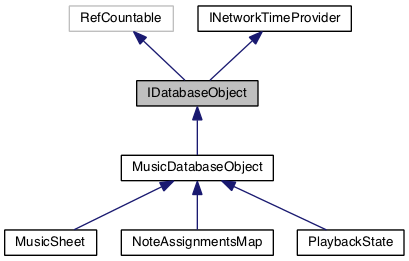 RefCountable
INetworkTimeProvider
IDatabaseObject
MusicDatabaseObject
MusicSheet
NoteAssignmentsMap
PlaybackState